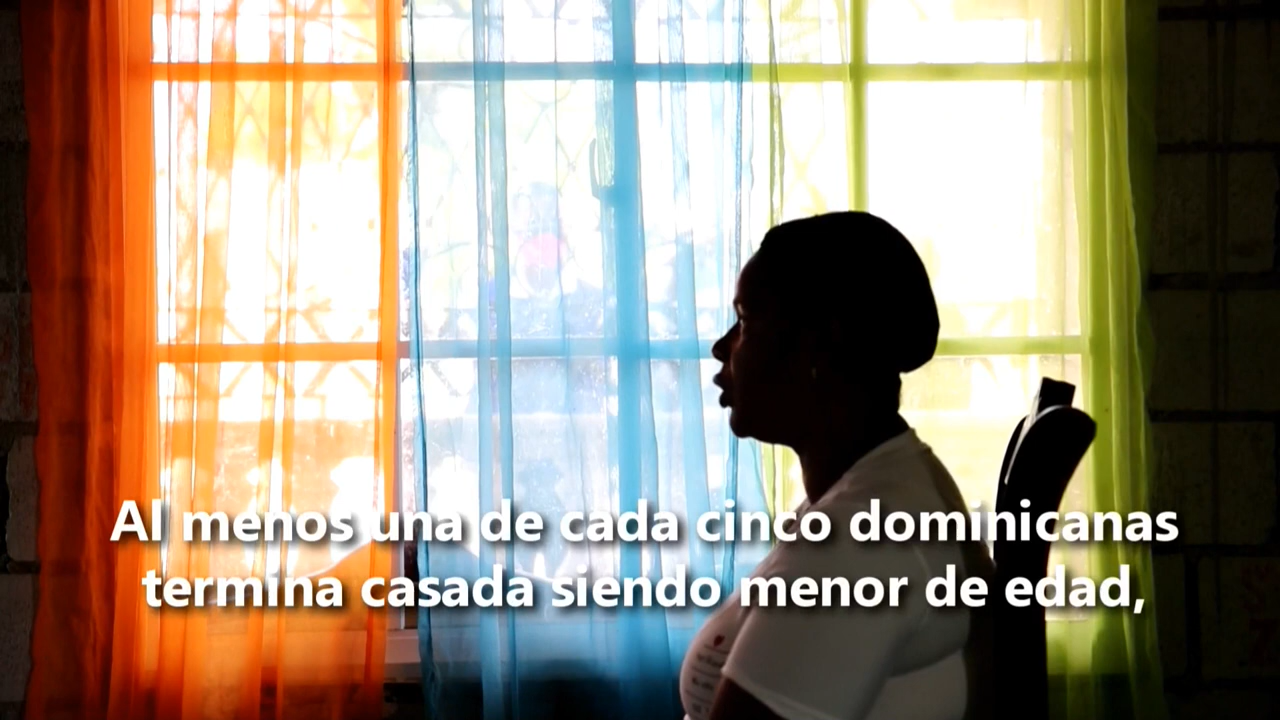 Al menos una de cada cinco dominicanas
termina casada siendo menor de edad,